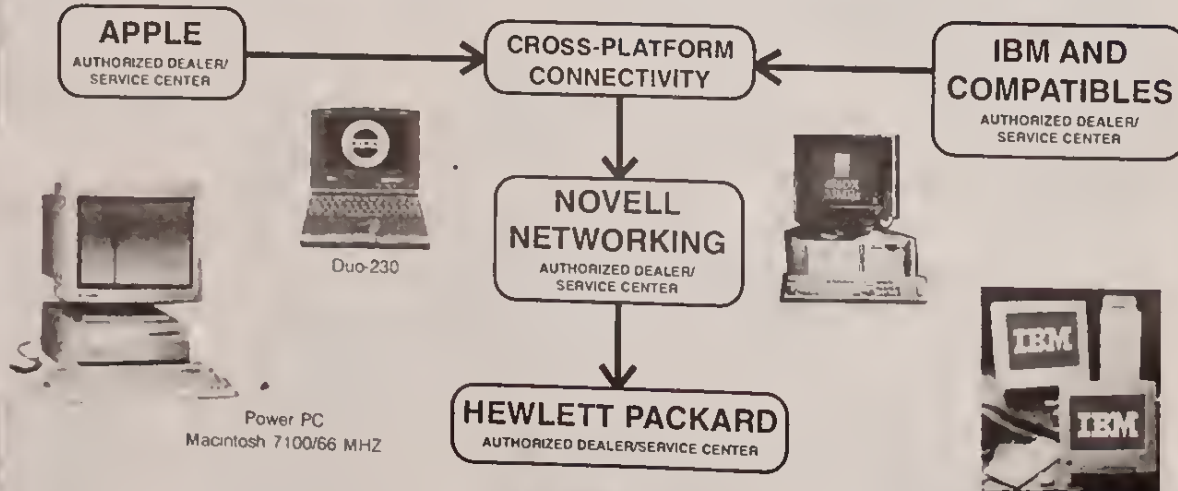 APPLE
AUTHORIZED DEALER/
SERVICE CENTER
CROSS-PLATFORM
CONNECTIVITY
IBM AND
COMPATIBLES
AUTHORIZED DEALER/
SERVICE CENTER
Duo-230
NOVELL
NETWORKING
AUTHORIZED DEALER/
SERVICE CENTER
Power PC
Macintosh 7100/66 MHZ
HEWLETT PACKARD
AUTHORIZED DEALER/SERVICE CENTER
IBM
IBM